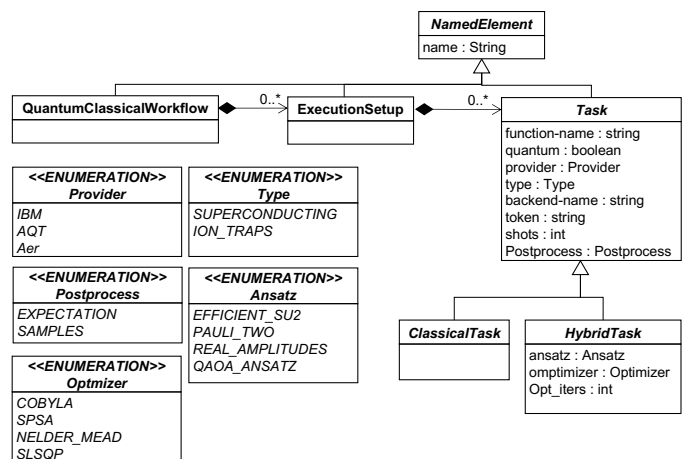 NamedElement
name : String
QuantumClassicalWorkflow
0..*
ExecutionSetup
0..*
Task
function-name : string
quantum : boolean
provider : Provider
type : Type
backend-name : string
token : string
shots : int
Postprocess : Postprocess
<<ENUMERATION>>
Provider
IBM
AQT
Aer
<<ENUMERATION>>
Type
SUPERCONDUCTING
ION_TRAPS
<<ENUMERATION>>
Postprocess
EXPECTATION
SAMPLES
<<ENUMERATION>>
Ansatz
EFFICIENT_SU2
PAULI_TWO
REAL_AMPLITUDES
QAOA_ANSATZ
<<ENUMERATION>>
Optmizer
COBYLA
SPSA
NELDER_MEAD
SLSQP
ClassicalTask
HybridTask
ansatz : Ansatz
omptimizer : Optimizer
Opt_iters : int